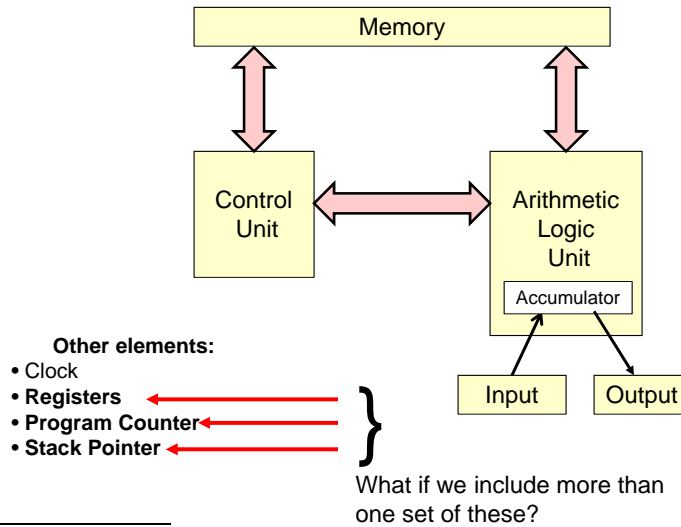 Memory
Control
Unit
Arithmetic
Logic
Unit
Accumulator
Input
Output
Other elements:
• Clock
• Registers
• Program Counter
• Stack Pointer
}
What if we include more than
one set of these?